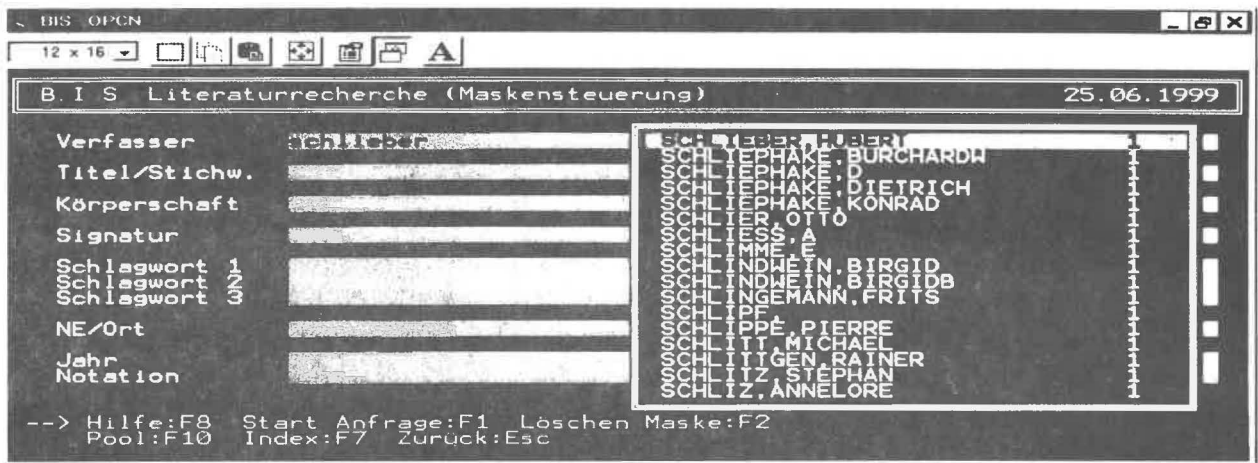 BIS OPCN
12 x 16
A
B.I S Literaturrecherche (Maskensteuerung) 25.06.1999
Verfasser schlieber
Titel/Stichw.
Körperschaft
Signatur
Schlagwort 1
Schlagwort 2
Schlagwort 3
NE/Ort
Jahr
Notation
SCHLIEBER,HUBERT 1
SCHLIEPHAKE,BURCHARDW 1
SCHLIEPHAKE,D 1
SCHLIEPHAKE,DIETRICH 1
SCHLIEPHAKE,KONRAD 1
SCHLIER,OTTO 1
SCHLIESS,A 1
SCHLIMME,E 1
SCHLINDWEIN,BIRGID 1
SCHLINDWEIN,BIRGIDB 1
SCHLINGEMANN,FRITS 1
SCHLIPF, 1
SCHLIPPE,PIERRE 1
SCHLITT,MICHAEL 1
SCHLITTGEN,RAINER 1
SCHLITZ,STEPHAN 1
SCHLIZ,ANNELORE 1
--> Hilfe:F8 Start Anfrage:F1 Löschen Maske:F2
Pool:F10 Index:F7 Zurück:Esc